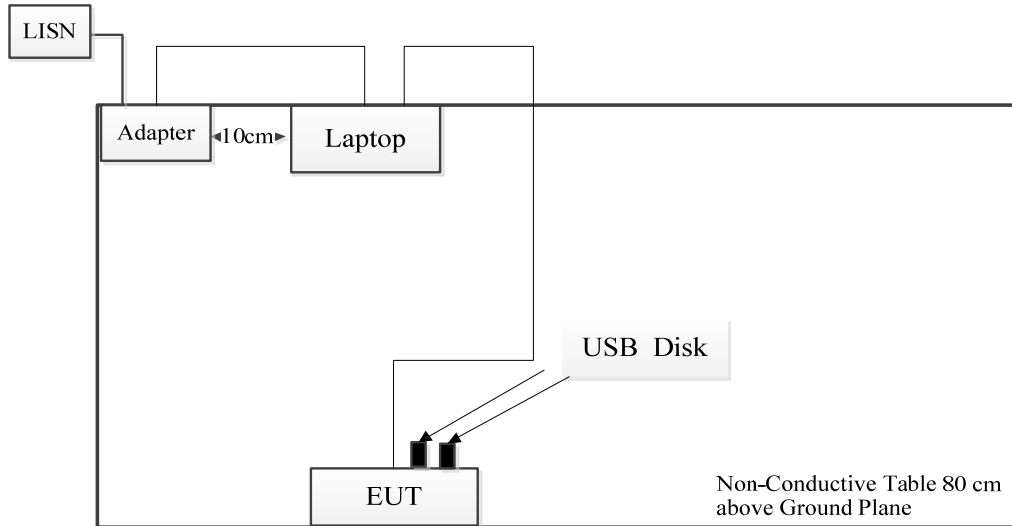 LISN
Adapter
10cm
Laptop
USB Disk
EUT
Non-Conductive Table 80 cm
above Ground Plane